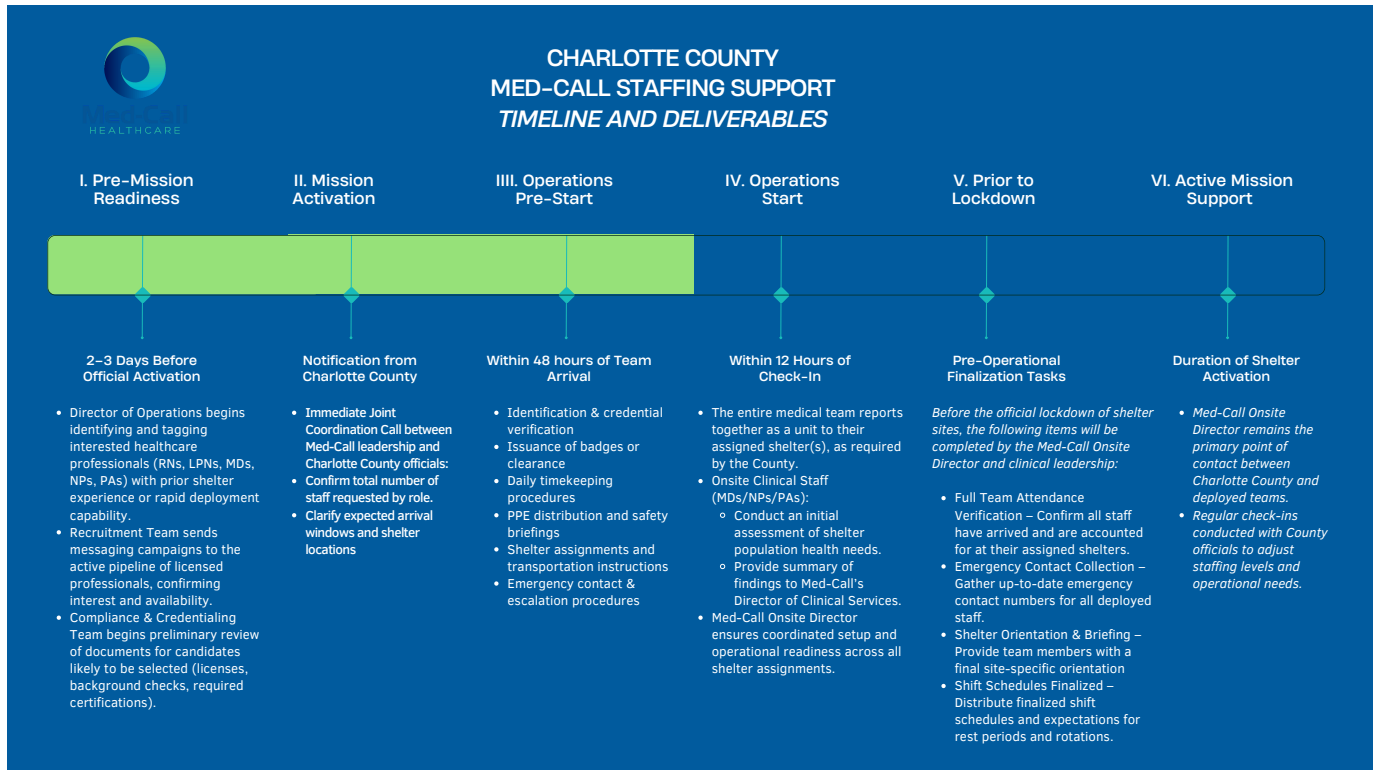 Med-Call
HEALTHCARE
CHARLOTTE COUNTY
MED-CALL STAFFING SUPPORT
TIMELINE AND DELIVERABLES
I. Pre-Mission
Readiness
II. Mission
Activation
IIII. Operations
Pre-Start
IV. Operations
Start
V. Prior to
Lockdown
VI. Active Mission
Support
2-3 Days Before
Official Activation
• Director of Operations begins
identifying and tagging
interested healthcare
professionals (RNs, LPNs, MDs,
NPs, PAs) with prior shelter
experience or rapid deployment
capability.
• Recruitment Team sends
messaging campaigns to the
active pipeline of licensed
professionals, confirming
interest and availability.
• Compliance & Credentialing
Team begins preliminary review
of documents for candidates
likely to be selected (licenses,
background checks, required
certifications).
Notification from
Charlotte County
• Immediate Joint
Coordination Call between
Med-Call leadership and
Charlotte County officials:
• Confirm total number of
staff requested by role.
• Clarify expected arrival
windows and shelter
locations
Within 48 hours of Team
Arrival
• Identification & credential
verification
• Issuance of badges or
clearance
• Daily timekeeping
procedures
• PPE distribution and safety
briefings
• Shelter assignments and
transportation instructions
• Emergency contact &
escalation procedures
Within 12 Hours of
Check-In
• The entire medical team reports
together as a unit to their
assigned shelter(s), as required
by the County.
• Onsite Clinical Staff
(MDs/NPs/PAs):
◦ Conduct an initial
assessment of shelter
population health needs.
◦ Provide summary of
findings to Med-Call's
Director of Clinical Services.
• Med-Call Onsite Director
ensures coordinated setup and
operational readiness across all
shelter assignments.
Pre-Operational
Finalization Tasks
Before the official lockdown of shelter
sites, the following items will be
completed by the Med-Call Onsite
Director and clinical leadership:
• Full Team Attendance
Verification – Confirm all staff
have arrived and are accounted
for at their assigned shelters.
• Emergency Contact Collection –
Gather up-to-date emergency
contact numbers for all deployed
staff.
• Shelter Orientation & Briefing –
Provide team members with a
final site-specific orientation
• Shift Schedules Finalized –
Distribute finalized shift
schedules and expectations for
rest periods and rotations.
Duration of Shelter
Activation
• Med-Call Onsite
Director remains the
primary point of
contact between
Charlotte County and
deployed teams.
• Regular check-ins
conducted with County
officials to adjust
staffing levels and
operational needs.